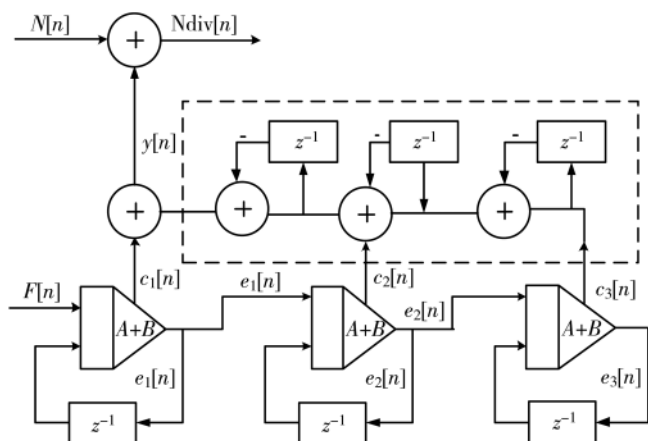 N[n] Ndiv[n]
+
y[n]
- z⁻¹ - z⁻¹ - z⁻¹
+ + + +
c₁[n] c₂[n] c₃[n]
F[n] e₁[n] e₂[n]
A+B A+B A+B
e₁[n] e₂[n] e₃[n]
z⁻¹ z⁻¹ z⁻¹